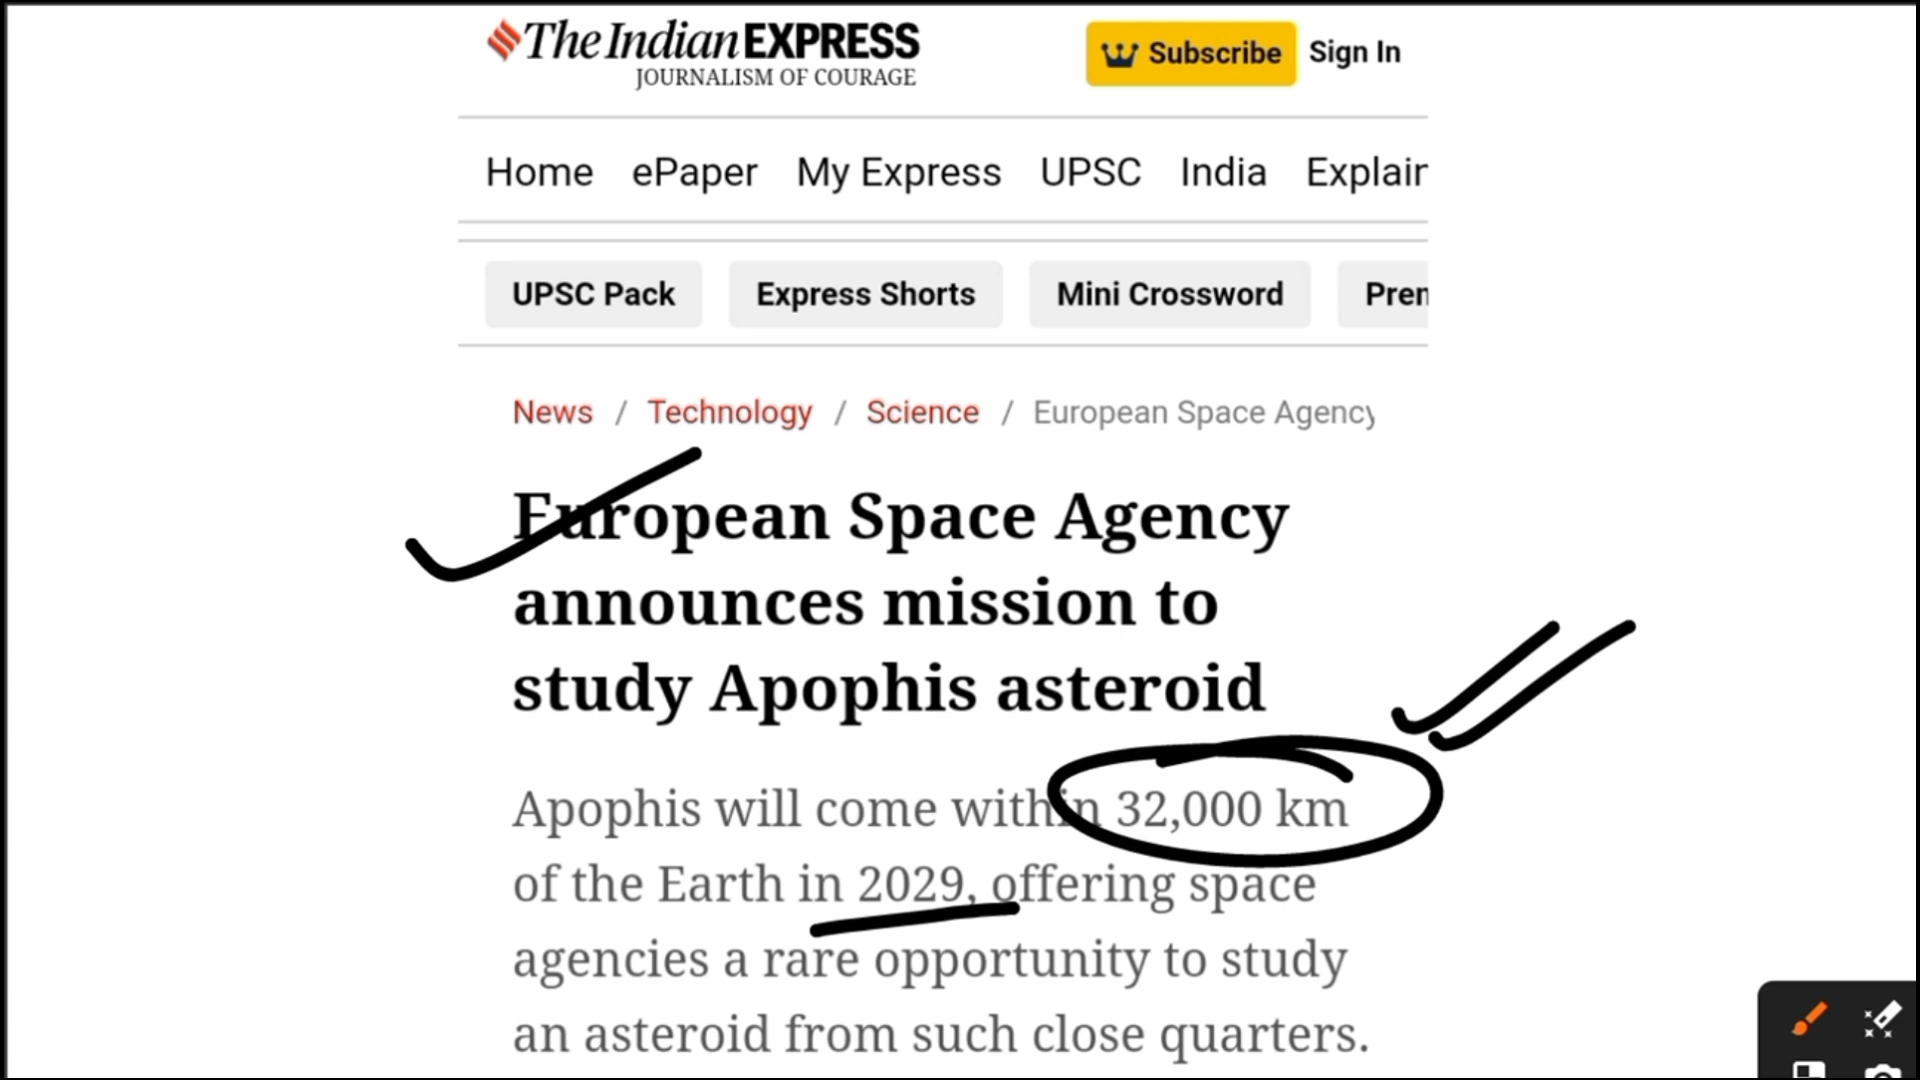 The Indian EXPRESS
JOURNALISM OF COURAGE
Subscribe Sign In
Home ePaper My Express UPSC India Explain
UPSC Pack Express Shorts Mini Crossword Prem
News / Technology / Science / European Space Agency
European Space Agency
announces mission to
study Apophis asteroid
Apophis will come within 32,000 km
of the Earth in 2029, offering space
agencies a rare opportunity to study
an asteroid from such close quarters.